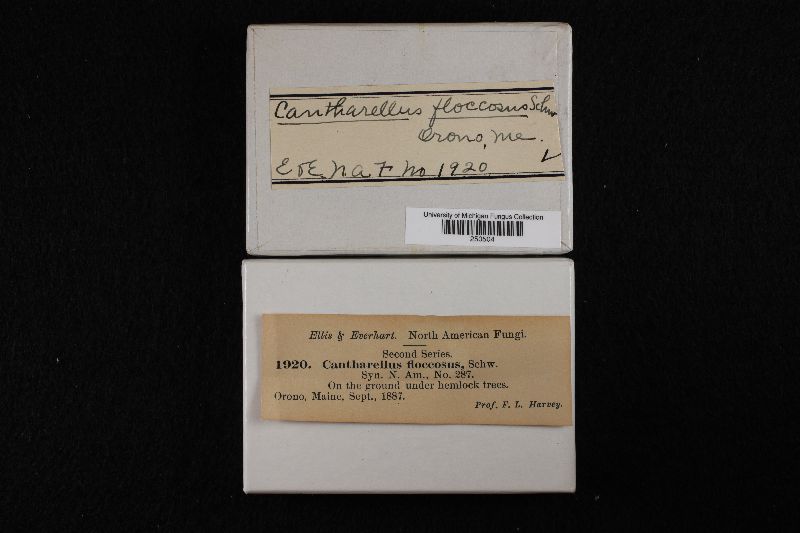 Cantharellus floccosus Schw
Orono, Me.
E & E. N A F No 1920
University of Michigan Fungus Collection
253504
Ellis & Everhart. North American Fungi.
Second Series.
1920. Cantharellus floccosus, Schw.
Syn. N. Am., No. 287.
On the ground under hemlock trees.
Orono, Maine, Sept., 1887.
Prof. F. L. Harvey.